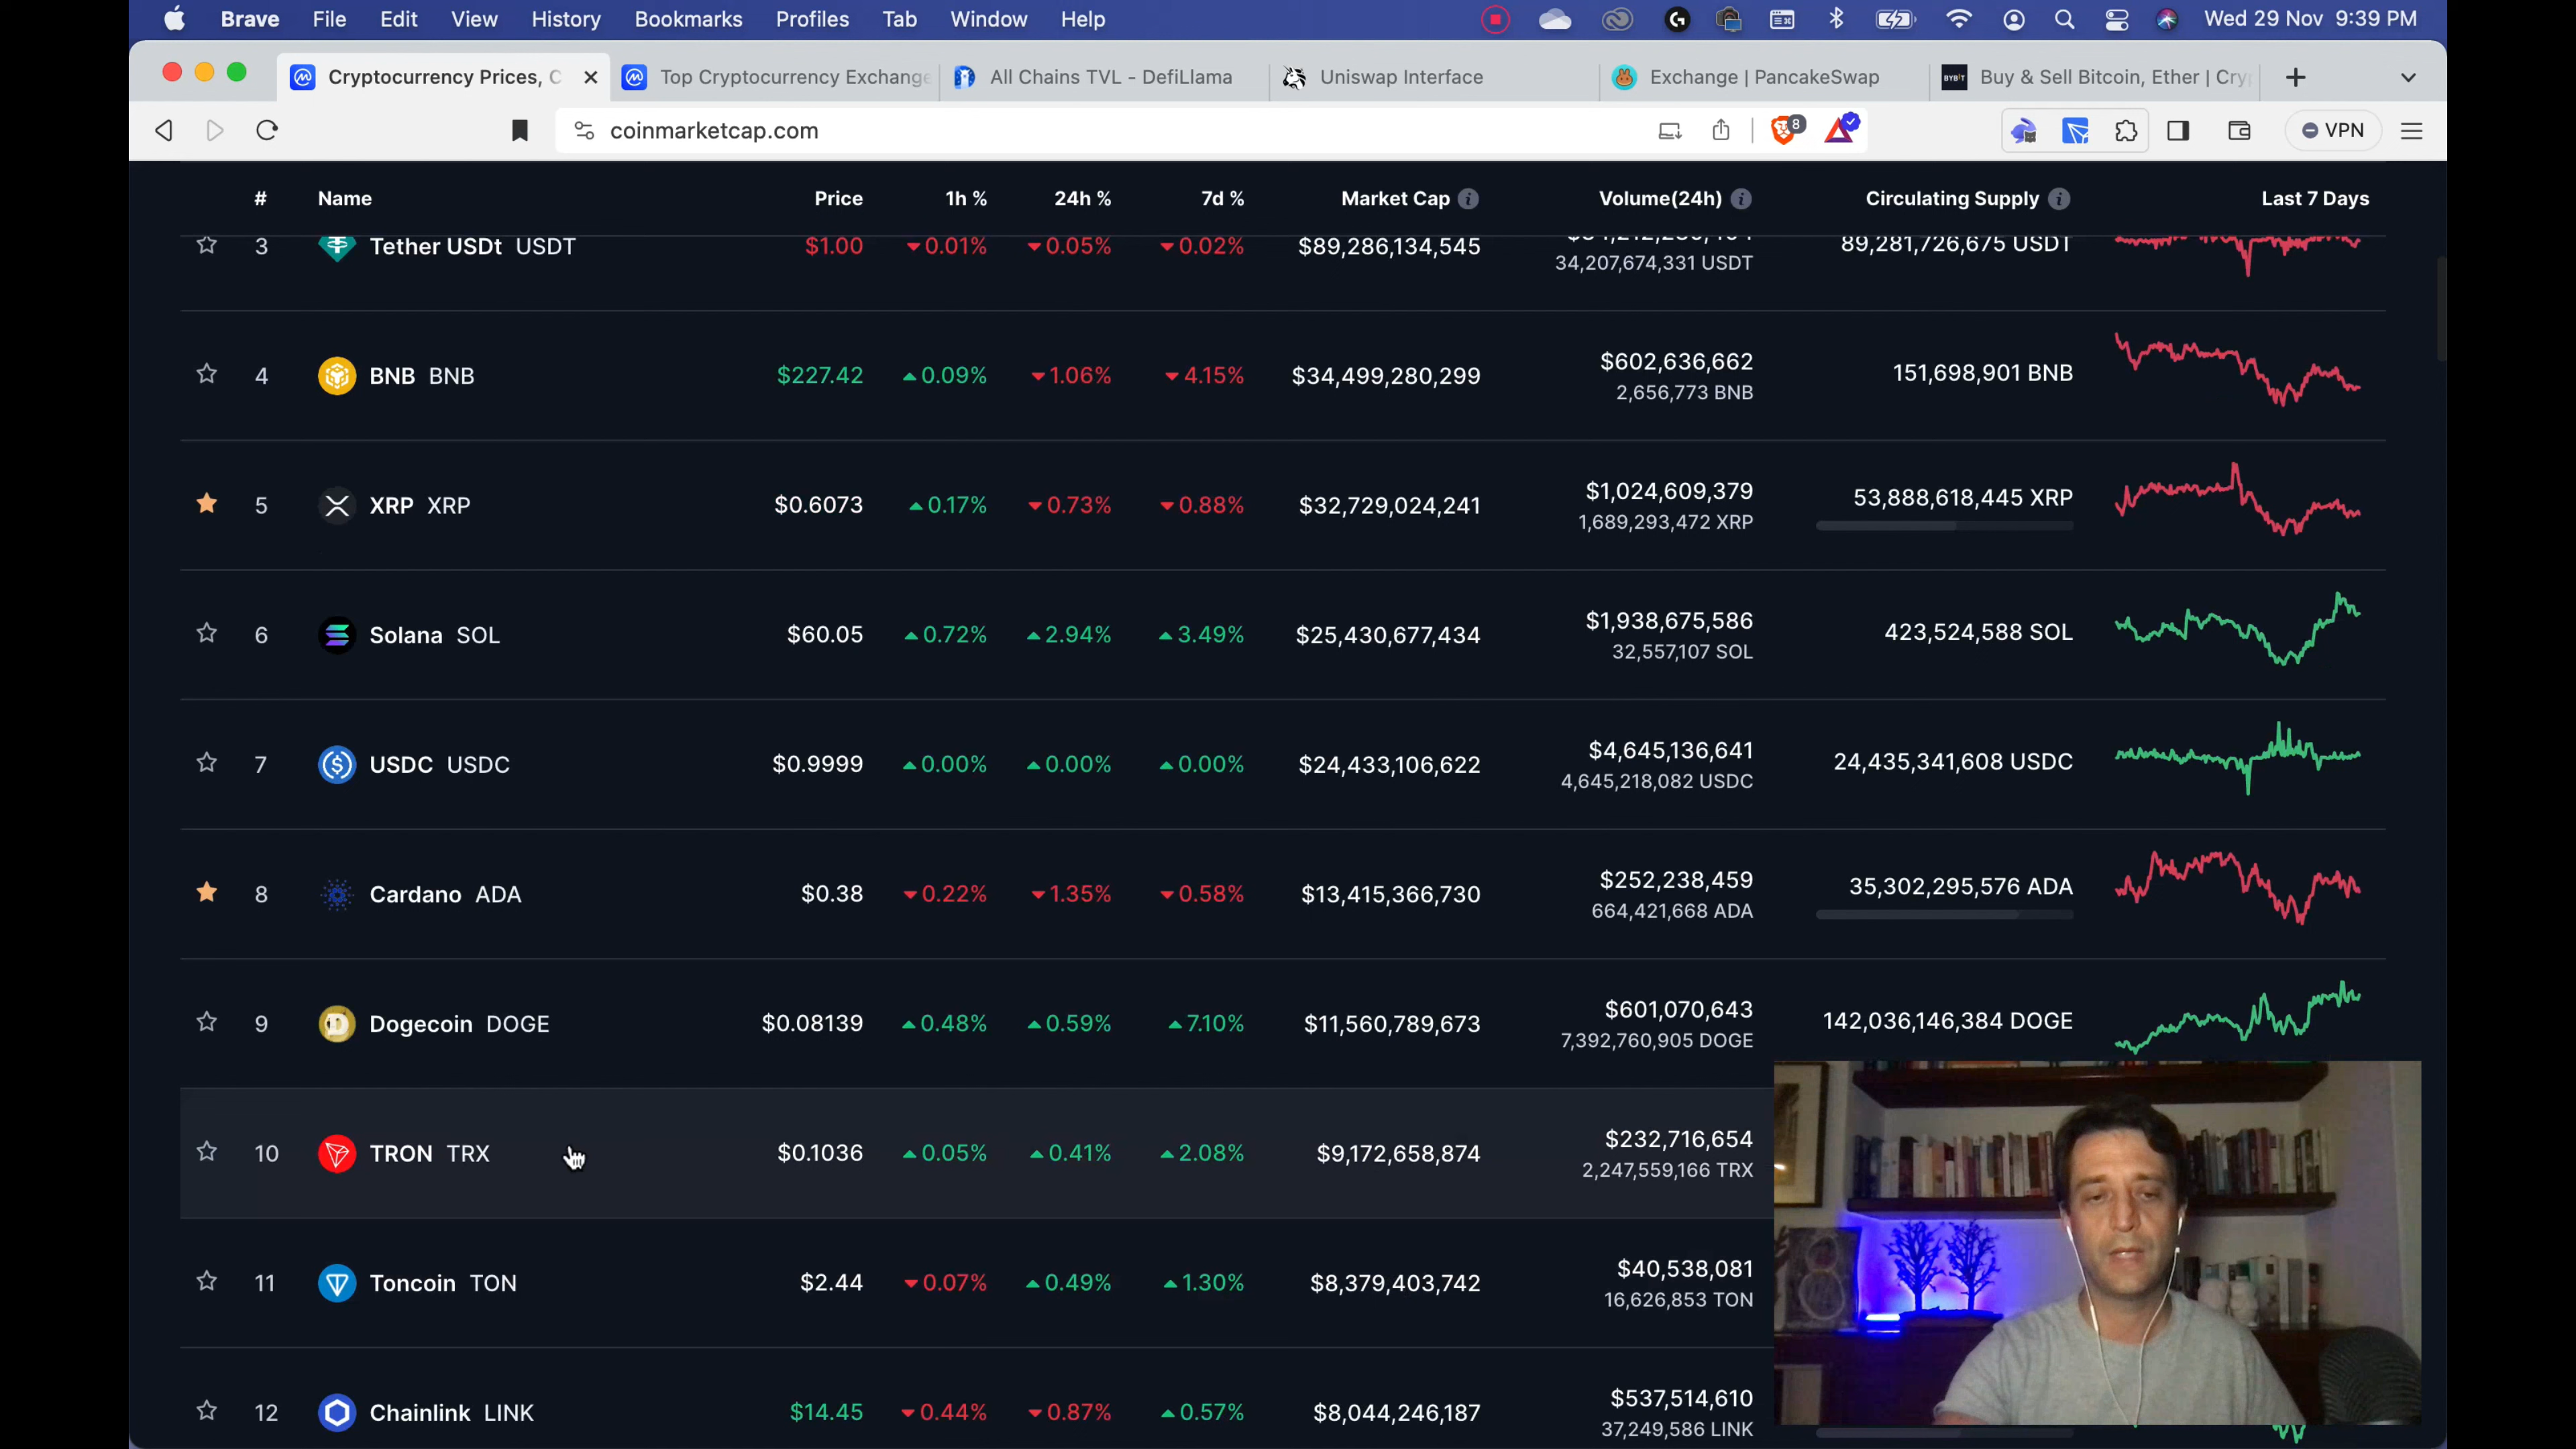 Brave File Edit View History Bookmarks Profiles Tab Window Help Wed 29 Nov 9:39 PM
Cryptocurrency Prices, C Top Cryptocurrency Exchange All Chains TVL - DefiLlama Uniswap Interface Exchange | PancakeSwap BYBIT Buy & Sell Bitcoin, Ether | Cry
coinmarketcap.com 8 VPN
# Name Price 1h % 24h % 7d % Market Cap Volume(24h) Circulating Supply Last 7 Days
3 Tether USDt USDT $1.00 0.01% 0.05% 0.02% $89,286,134,545 89,281,726,675 USDT
34,207,674,331 USDT
4 BNB BNB $227.42 0.09% 1.06% 4.15% $34,499,280,299 $602,636,662 151,698,901 BNB
2,656,773 BNB
5 XRP XRP $0.6073 0.17% 0.73% 0.88% $32,729,024,241 $1,024,609,379 53,888,618,445 XRP
1,689,293,472 XRP
6 Solana SOL $60.05 0.72% 2.94% 3.49% $25,430,677,434 $1,938,675,586 423,524,588 SOL
32,557,107 SOL
7 USDC USDC $0.9999 0.00% 0.00% 0.00% $24,433,106,622 $4,645,136,641 24,435,341,608 USDC
4,645,218,082 USDC
8 Cardano ADA $0.38 0.22% 1.35% 0.58% $13,415,366,730 $252,238,459 35,302,295,576 ADA
664,421,668 ADA
9 Dogecoin DOGE $0.08139 0.48% 0.59% 7.10% $11,560,789,673 $601,070,643 142,036,146,384 DOGE
7,392,760,905 DOGE
10 TRON TRX $0.1036 0.05% 0.41% 2.08% $9,172,658,874 $232,716,654
2,247,559,166 TRX
11 Toncoin TON $2.44 0.07% 0.49% 1.30% $8,379,403,742 $40,538,081
16,626,853 TON
12 Chainlink LINK $14.45 0.44% 0.87% 0.57% $8,044,246,187 $537,514,610
37,249,586 LINK